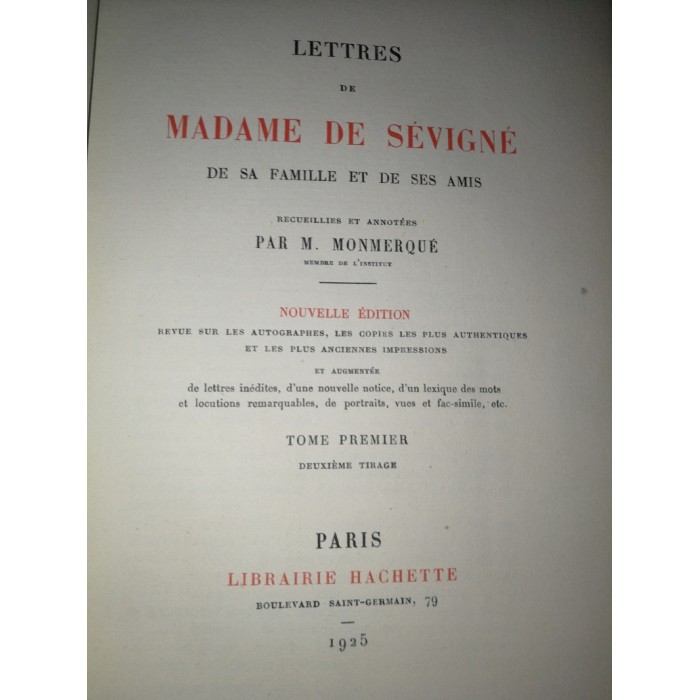 LETTRES
DE
MADAME DE SÉVIGNÉ
DE SA FAMILLE ET DE SES AMIS
RECUEILLIES ET ANNOTÉES
PAR M. MONMERQUÉ
MEMBRE DE L'INSTITUT
NOUVELLE ÉDITION
REVUE SUR LES AUTOGRAPHES, LES COPIES LES PLUS AUTHENTIQUES
ET LES PLUS ANCIENNES IMPRESSIONS
ET AUGMENTÉE
de lettres inédites, d'une nouvelle notice, d'un lexique des mots
et locutions remarquables, de portraits, vues et fac-simile, etc.
TOME PREMIER
DEUXIÈME TIRAGE
PARIS
LIBRAIRIE HACHETTE
BOULEVARD SAINT-GERMAIN, 79
1925